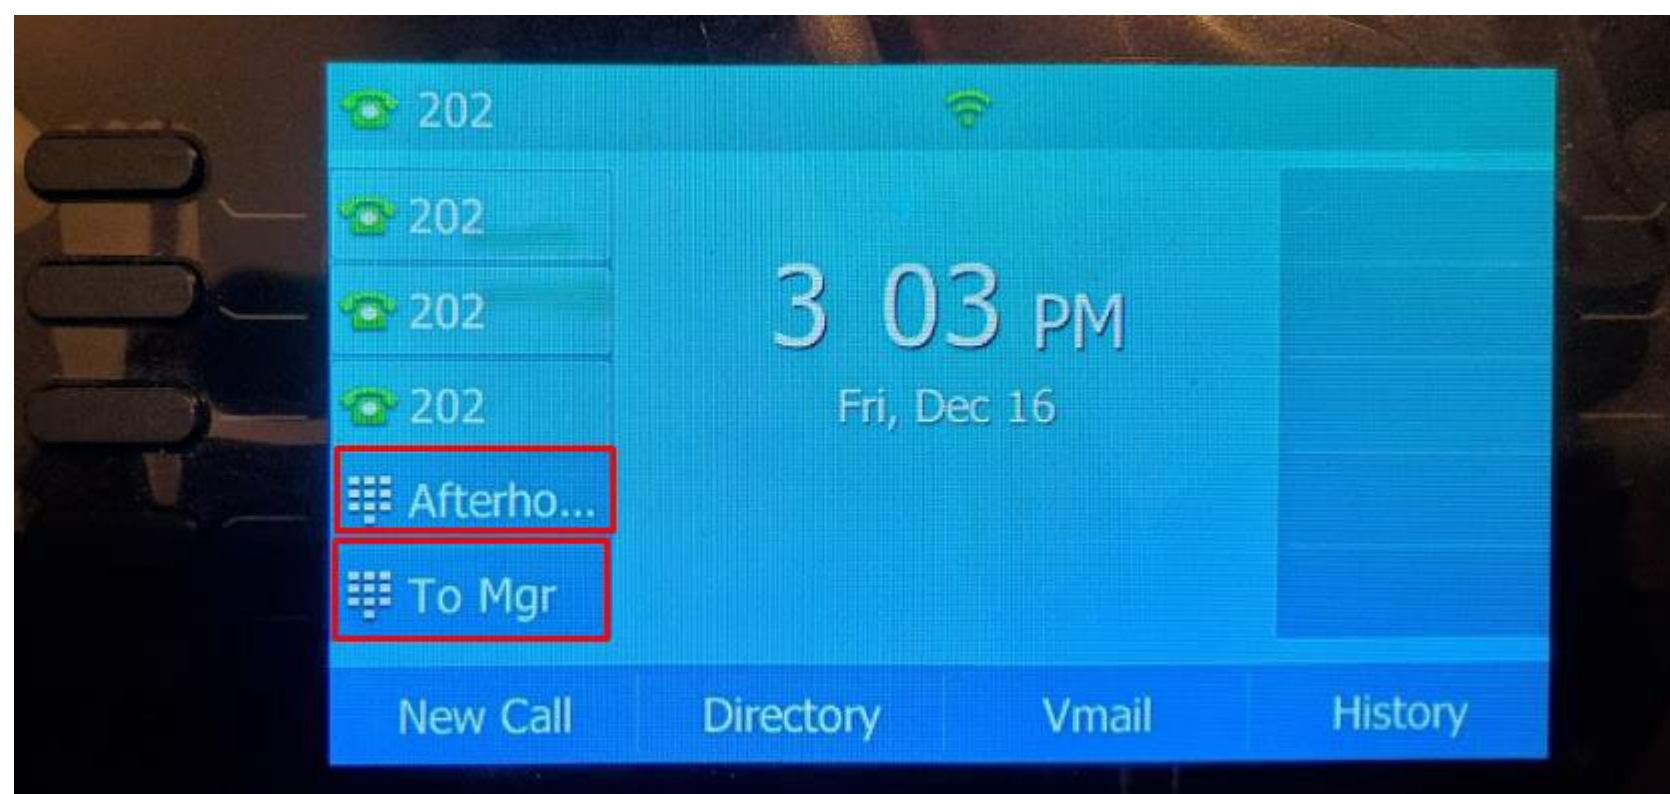 202
202
202
202
Afterho...
To Mgr
3 03 PM
Fri, Dec 16
New Call Directory Vmail History